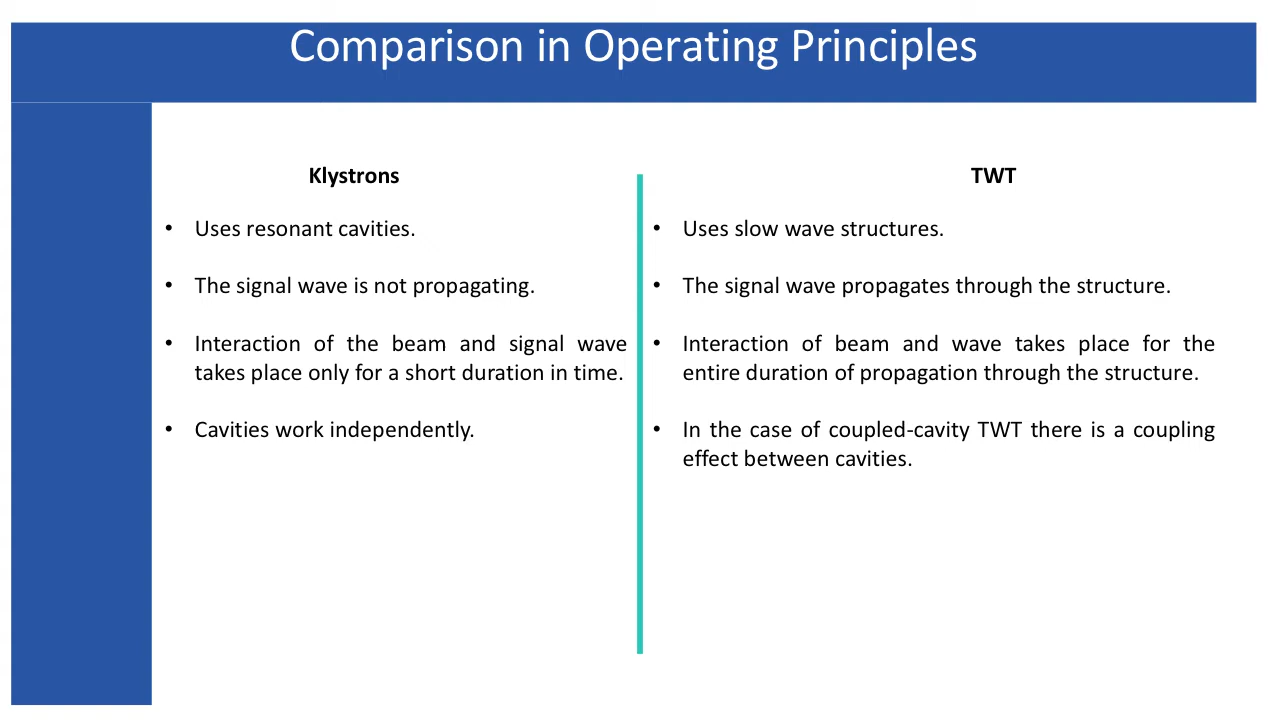 Comparison in Operating Principles
Klystrons
• Uses resonant cavities.
• The signal wave is not propagating.
• Interaction of the beam and signal wave
takes place only for a short duration in time.
• Cavities work independently.
TWT
• Uses slow wave structures.
• The signal wave propagates through the structure.
• Interaction of beam and wave takes place for the
entire duration of propagation through the structure.
• In the case of coupled-cavity TWT there is a coupling
effect between cavities.